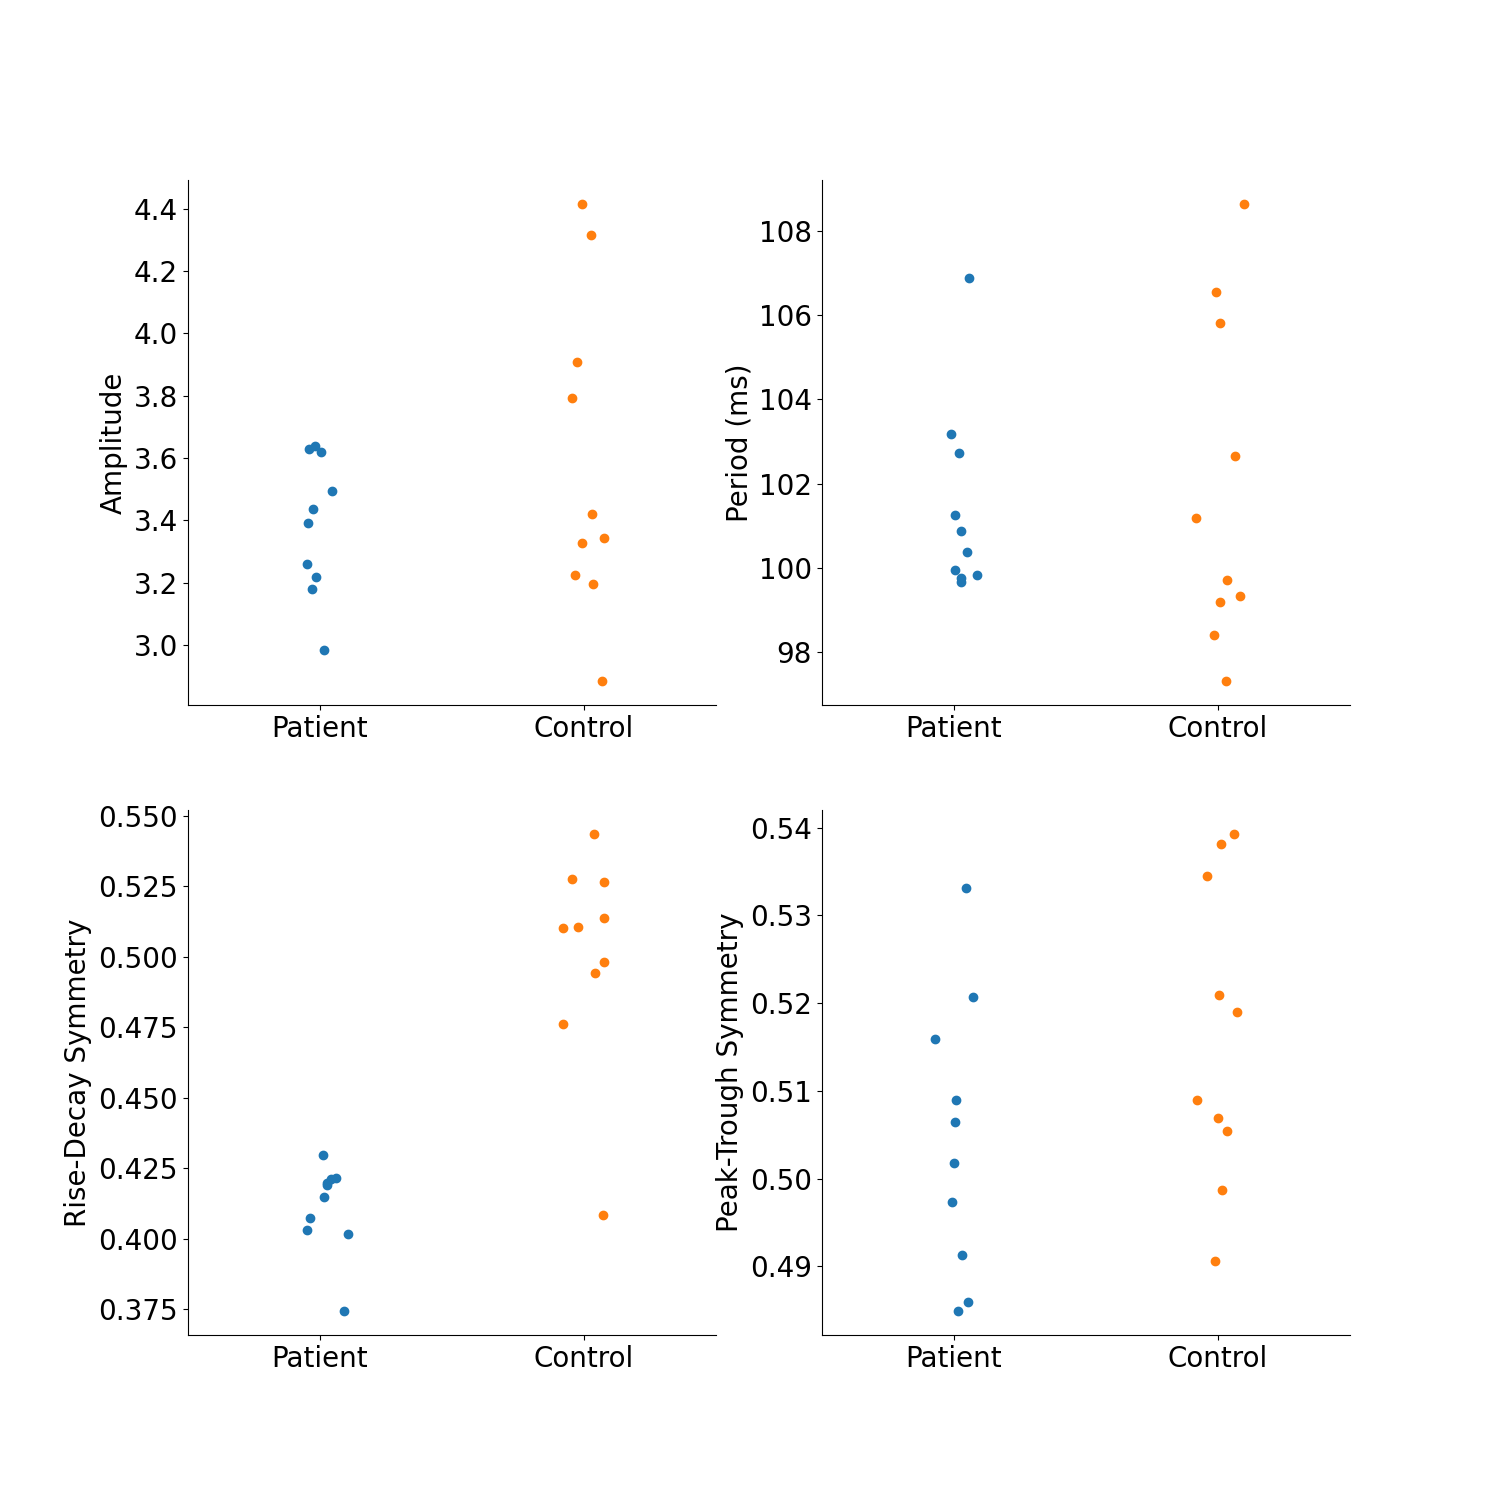 Amplitude
4.4
4.2
4.0
3.8
3.6
3.4
3.2
3.0
Patient
Control
Period (ms)
108
106
104
102
100
98
Patient
Control
Rise-Decay Symmetry
0.550
0.525
0.500
0.475
0.450
0.425
0.400
0.375
Patient
Control
Peak-Trough Symmetry
0.54
0.53
0.52
0.51
0.50
0.49
Patient
Control